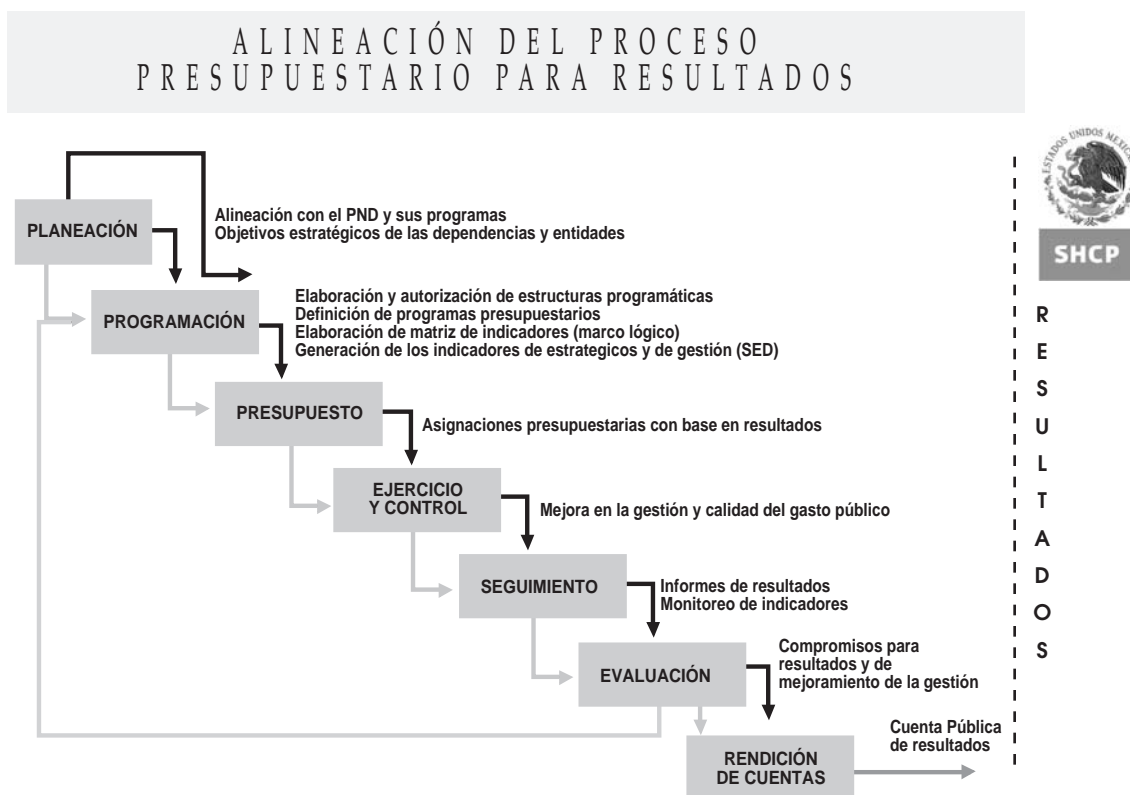 ALINEACIÓN DEL PROCESO
PRESUPUESTARIO PARA RESULTADOS
ESTADOS UNIDOS MEXIC
SHCP
RESULTADOS
PLANEACIÓN
Alineación con el PND y sus programas
Objetivos estratégicos de las dependencias y entidades
PROGRAMACIÓN
Elaboración y autorización de estructuras programáticas
Definición de programas presupuestarios
Elaboración de matriz de indicadores (marco lógico)
Generación de los indicadores de estrategicos y de gestión (SED)
PRESUPUESTO
Asignaciones presupuestarias con base en resultados
EJERCICIO
Y CONTROL
Mejora en la gestión y calidad del gasto público
SEGUIMIENTO
Informes de resultados
Monitoreo de indicadores
EVALUACIÓN
Compromisos para
resultados y de
mejoramiento de la gestión
RENDICIÓN
DE CUENTAS
Cuenta Pública
de resultados